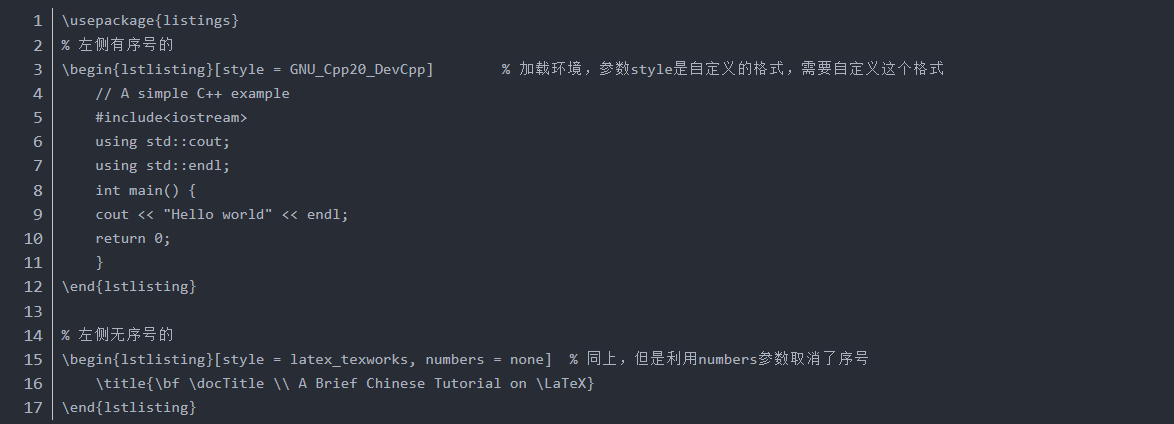 1 \usepackage{listings}
2 % 左侧有序号的
3 \begin{lstlisting}[style = GNU_Cpp20_DevCpp]        % 加载环境，参数style是自定义的格式，需要自定义这个格式
4     // A simple C++ example
5     #include<iostream>
6     using std::cout;
7     using std::endl;
8     int main() {
9     cout << "Hello world" << endl;
10     return 0;
11     }
12 \end{lstlisting}
13
14 % 左侧无序号的
15 \begin{lstlisting}[style = latex_texworks, numbers = none]  % 同上，但是利用numbers参数取消了序号
16     \title{\bf \docTitle \\ A Brief Chinese Tutorial on \LaTeX}
17 \end{lstlisting}